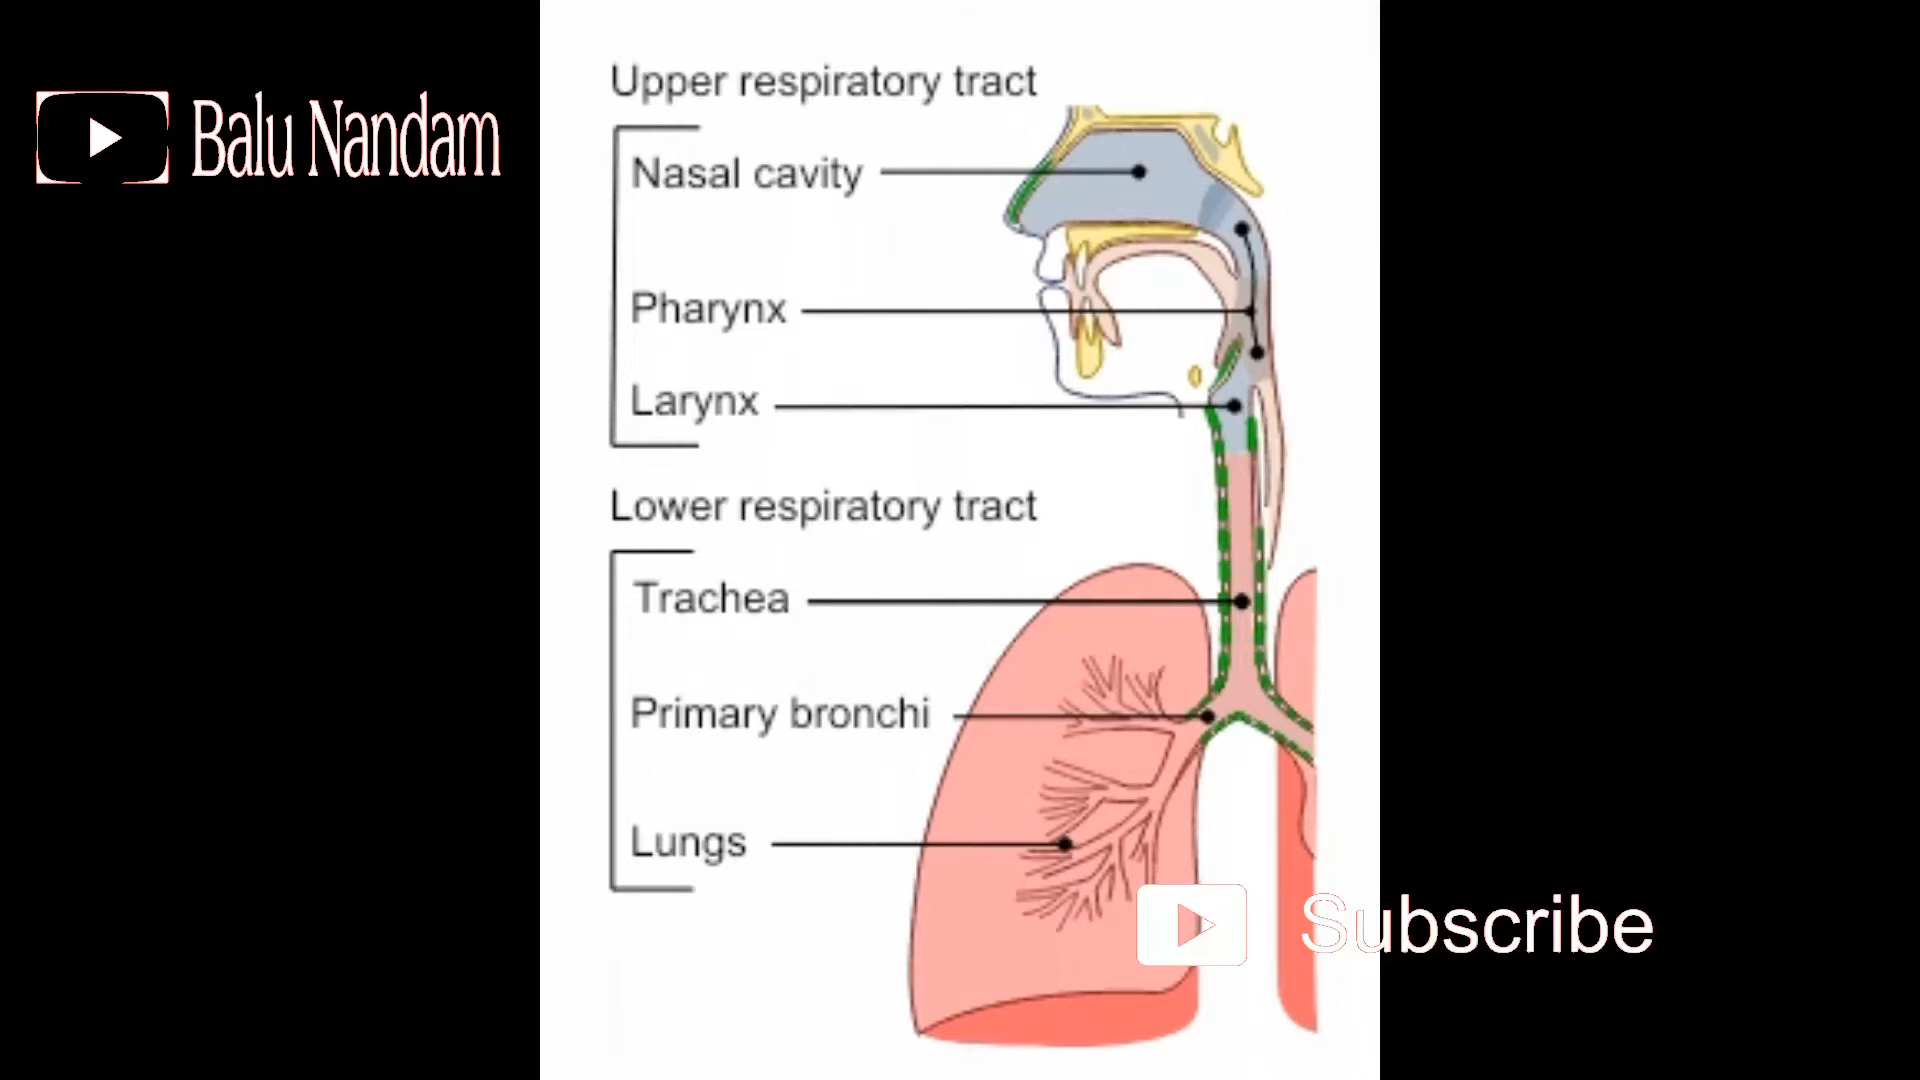 Balu Nandam
Upper respiratory tract
Nasal cavity
Pharynx
Larynx
Lower respiratory tract
Trachea
Primary bronchi
Lungs
Subscribe